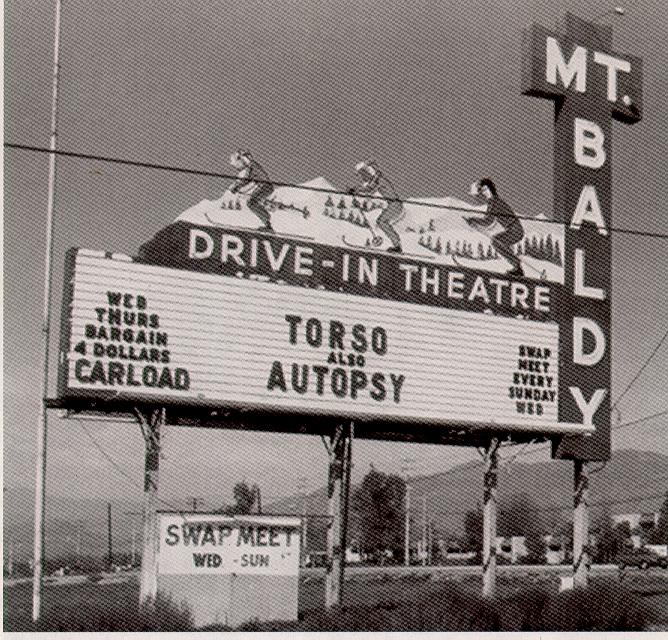 MT.
BALDY
DRIVE-IN THEATRE
WED
THURS
BARGAIN
4 DOLLARS
CARLOAD
TORSO
ALSO
AUTOPSY
SWAP
MEET
EVERY
SUNDAY
WED
SWAP MEET
WED - SUN